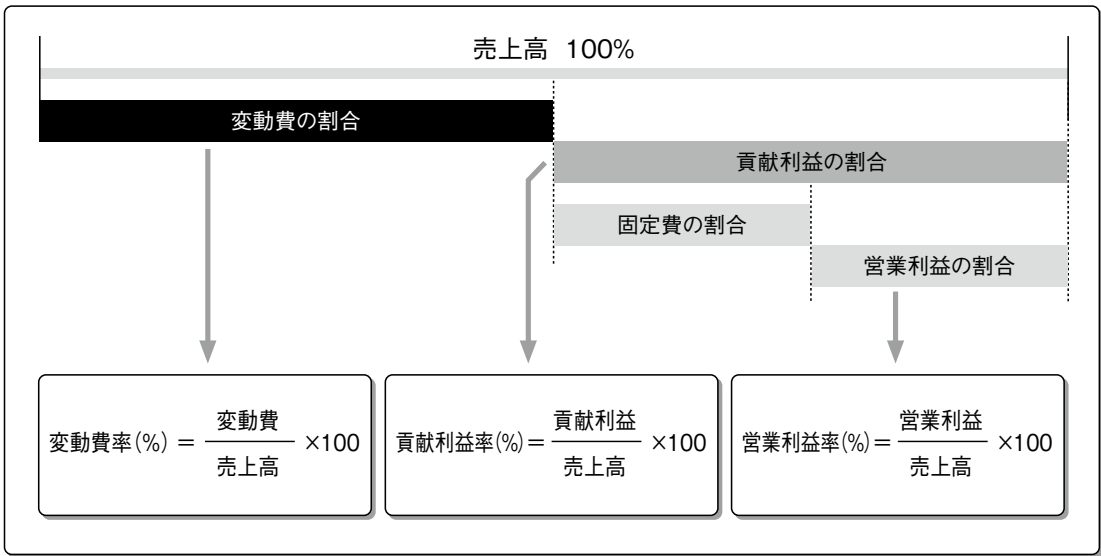 売上高 100%
変動費の割合
貢献利益の割合
固定費の割合
営業利益の割合
変動費率(%) = 変動費/売上高 ×100
貢献利益率(%)= 貢献利益/売上高 ×100
営業利益率(%)= 営業利益/売上高 ×100